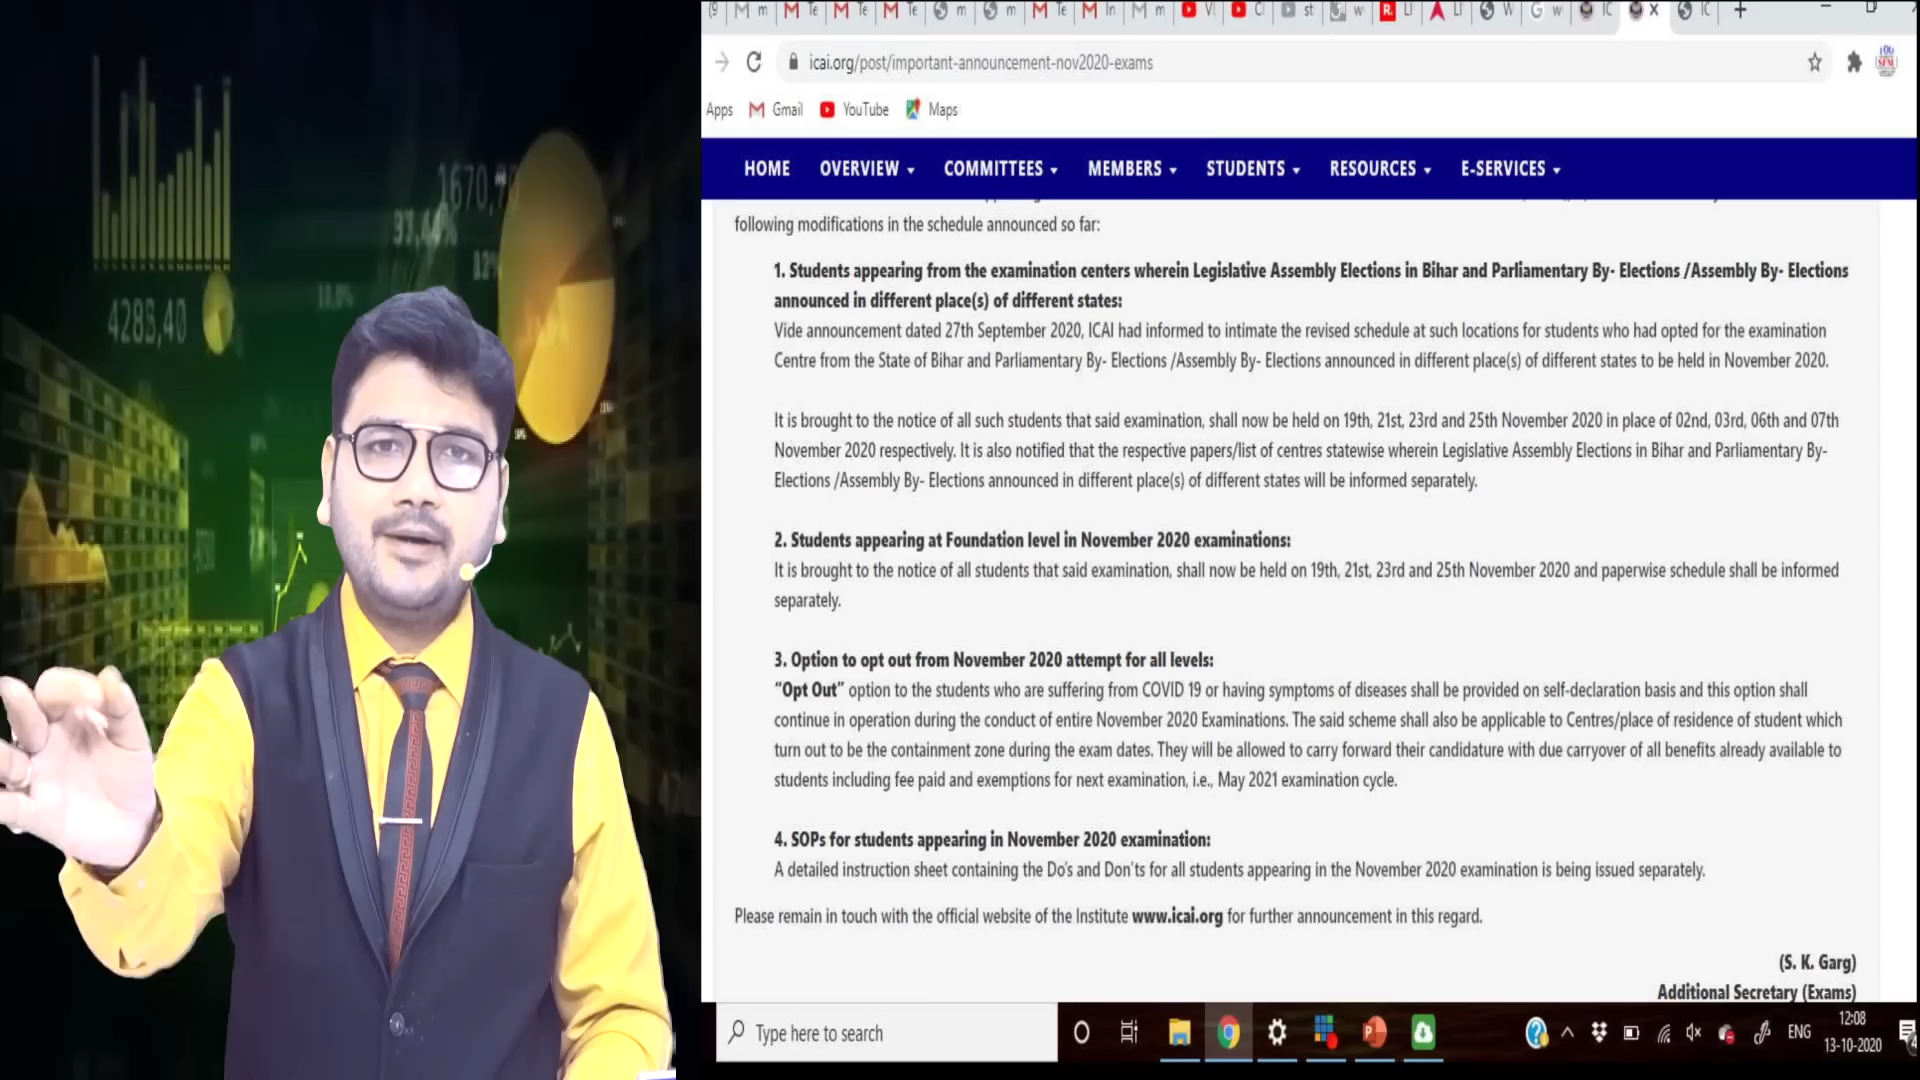 1670,70
37,44%
12%
10.0%
4283,40
icai.org/post/important-announcement-nov2020-exams
Apps Gmail YouTube Maps
HOME OVERVIEW COMMITTEES MEMBERS STUDENTS RESOURCES E-SERVICES
following modifications in the schedule announced so far:
1. Students appearing from the examination centers wherein Legislative Assembly Elections in Bihar and Parliamentary By- Elections /Assembly By- Elections
announced in different place(s) of different states:
Vide announcement dated 27th September 2020, ICAI had informed to intimate the revised schedule at such locations for students who had opted for the examination
Centre from the State of Bihar and Parliamentary By- Elections /Assembly By- Elections announced in different place(s) of different states to be held in November 2020.
It is brought to the notice of all such students that said examination, shall now be held on 19th, 21st, 23rd and 25th November 2020 in place of 02nd, 03rd, 06th and 07th
November 2020 respectively. It is also notified that the respective papers/list of centres statewise wherein Legislative Assembly Elections in Bihar and Parliamentary By-
Elections /Assembly By- Elections announced in different place(s) of different states will be informed separately.
2. Students appearing at Foundation level in November 2020 examinations:
It is brought to the notice of all students that said examination, shall now be held on 19th, 21st, 23rd and 25th November 2020 and paperwise schedule shall be informed
separately.
3. Option to opt out from November 2020 attempt for all levels:
“Opt Out” option to the students who are suffering from COVID 19 or having symptoms of diseases shall be provided on self-declaration basis and this option shall
continue in operation during the conduct of entire November 2020 Examinations. The said scheme shall also be applicable to Centres/place of residence of student which
turn out to be the containment zone during the exam dates. They will be allowed to carry forward their candidature with due carryover of all benefits already available to
students including fee paid and exemptions for next examination, i.e., May 2021 examination cycle.
4. SOPs for students appearing in November 2020 examination:
A detailed instruction sheet containing the Do's and Don'ts for all students appearing in the November 2020 examination is being issued separately.
Please remain in touch with the official website of the Institute www.icai.org for further announcement in this regard.
(S. K. Garg)
Additional Secretary (Exams)
Type here to search
ENG
12:08
13-10-2020